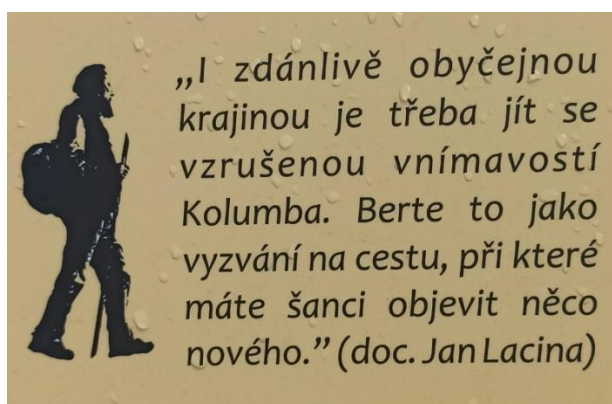 „I zdánlivě obyčejnou
krajinou je třeba jít se
vzrušenou vnímavostí
Kolumba. Berte to jako
vyzvání na cestu, při které
máte šanci objevit něco
nového.” (doc. Jan Lacina)